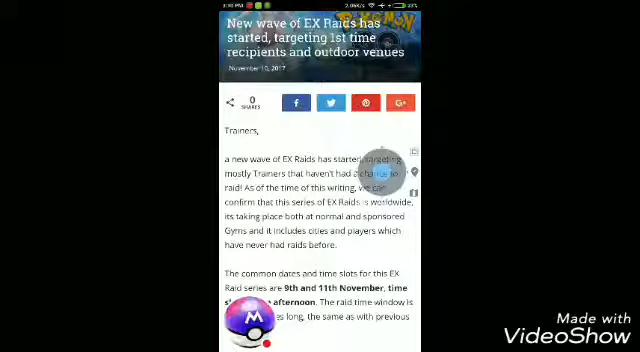 New wave of EX Raids has
started, targeting 1st time
recipients and outdoor venues
November 10, 2017
0
SHARES
Trainers,
a new wave of EX Raids has started, targeting
mostly Trainers that haven't had a chance to
raid! As of the time of this writing, we can
confirm that this series of EX Raids is worldwide,
its taking place both at normal and sponsored
Gyms and it includes cities and players which
have never had raids before.
The common dates and time slots for this EX
Raid series are 9th and 11th November, time
afternoon. The raid time window is
long, the same as with previous
M
Made with
VideoShow